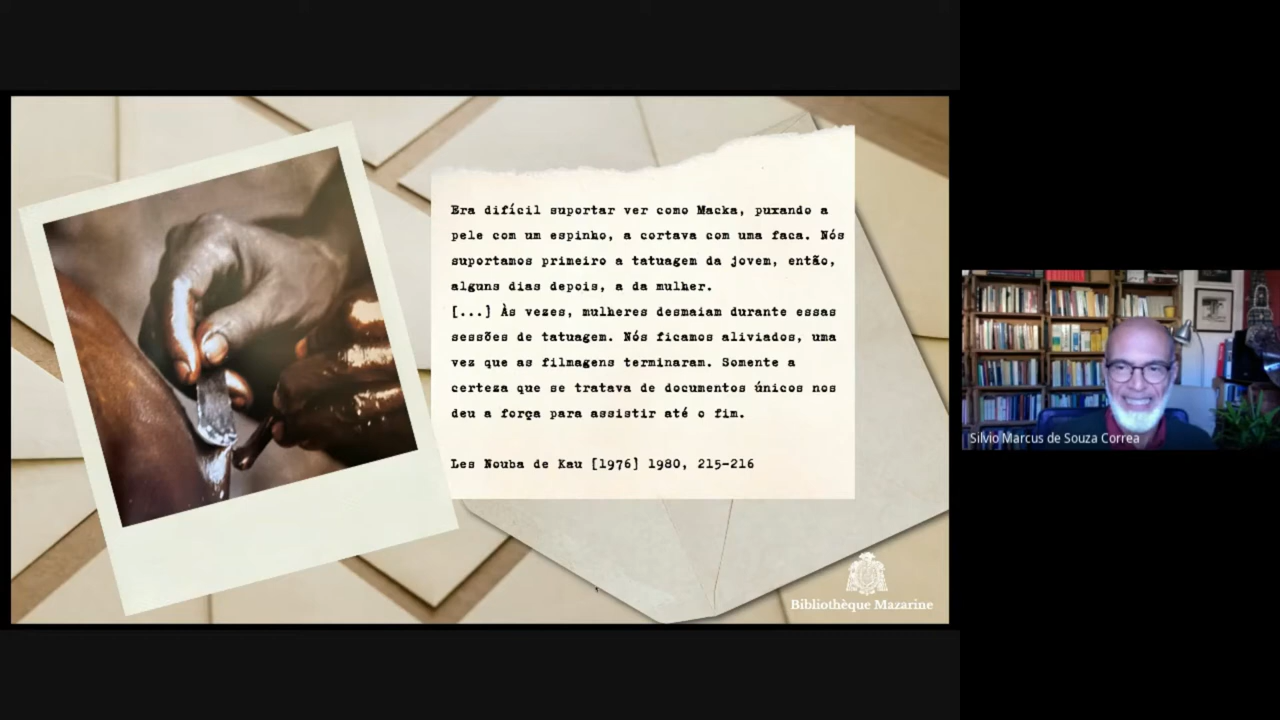 Era difícil suportar ver como Macka, puxando a
pele com um espinho, a cortava com uma faca. Nós
suportamos primeiro a tatuagem da jovem, então,
alguns dias depois, a da mulher.
[...] Às vezes, mulheres desmaiam durante essas
sessões de tatuagem. Nós ficamos aliviados, uma
vez que as filmagens terminaram. Somente a
certeza que se tratava de documentos únicos nos
deu a força para assistir até o fim.
Les Nouba de Kau [1976] 1980, 215-216
Bibliothèque Mazarine
Silvio Marcus de Souza Correa